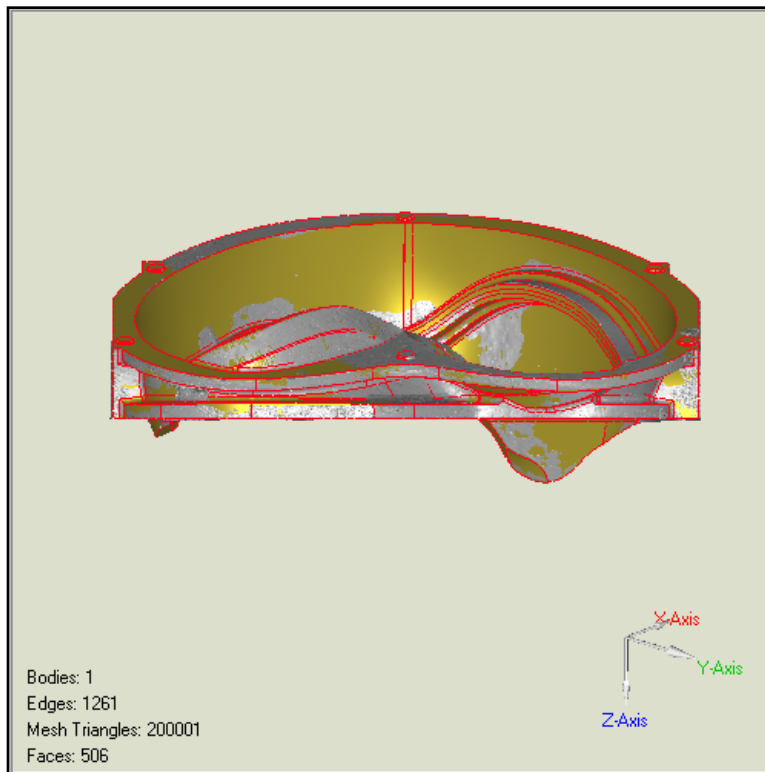 X-Axis
Y-Axis
Z-Axis
Bodies: 1
Edges: 1261
Mesh Triangles: 200001
Faces: 506